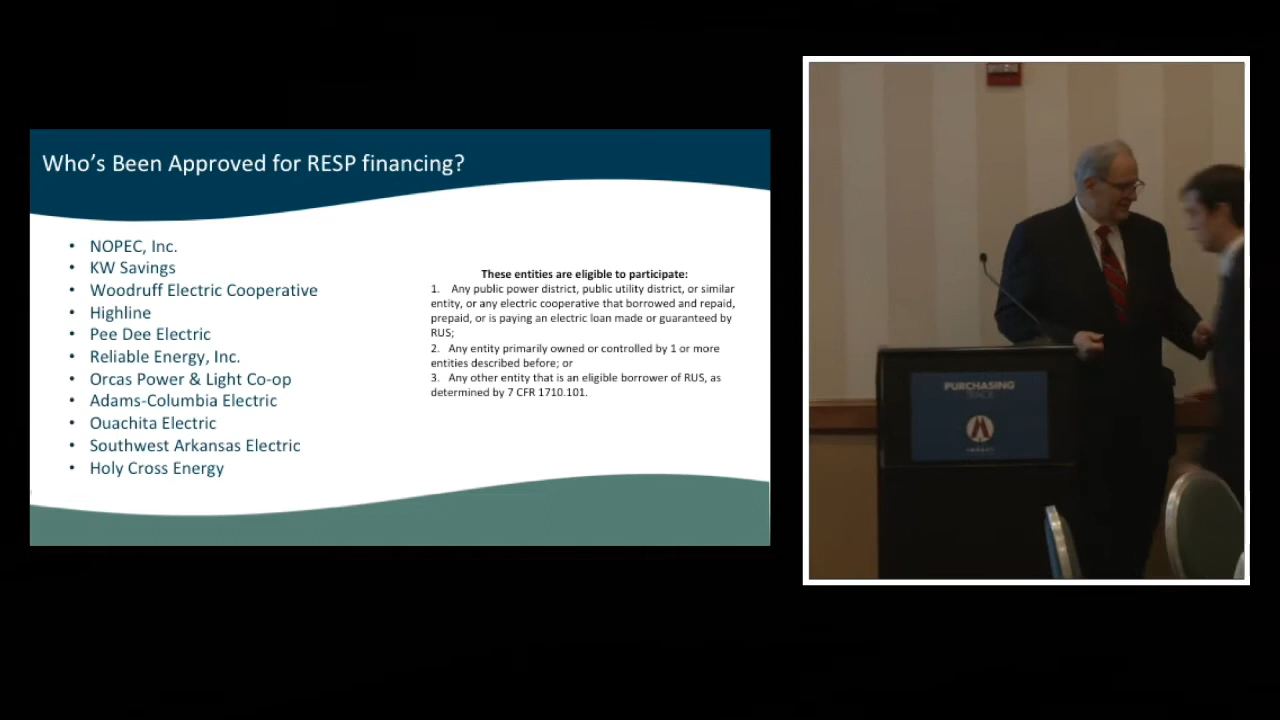 Who's Been Approved for RESP financing?
• NOPEC, Inc.
• KW Savings
• Woodruff Electric Cooperative
• Highline
• Pee Dee Electric
• Reliable Energy, Inc.
• Orcas Power & Light Co-op
• Adams-Columbia Electric
• Ouachita Electric
• Southwest Arkansas Electric
• Holy Cross Energy
These entities are eligible to participate:
1. Any public power district, public utility district, or similar
entity, or any electric cooperative that borrowed and repaid,
prepaid, or is paying an electric loan made or guaranteed by
RUS;
2. Any entity primarily owned or controlled by 1 or more
entities described before; or
3. Any other entity that is an eligible borrower of RUS, as
determined by 7 CFR 1710.101.
PURCHASING
TRACK